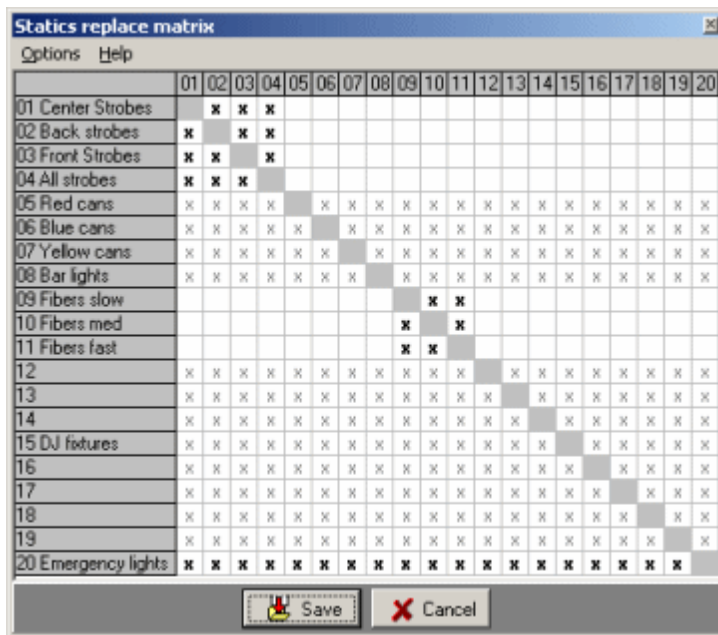 Statics replace matrix
Options Help
01 02 03 04 05 06 07 08 09 10 11 12 13 14 15 16 17 18 19 20
01 Center Strobes x x x
02 Back strobes x x x
03 Front Strobes x x x
04 All strobes x x x
05 Red cans x x x x x x x x x x x x x x x x x x x
06 Blue cans x x x x x x x x x x x x x x x x x x x
07 Yellow cans x x x x x x x x x x x x x x x x x x x
08 Bar lights x x x x x x x x x x x x x x x x x x x
09 Fibers slow x x
10 Fibers med x x
11 Fibers fast x x
12 x x x x x x x x x x x x x x x x x x x
13 x x x x x x x x x x x x x x x x x x x
14 x x x x x x x x x x x x x x x x x x x
15 DJ fixtures x x x x x x x x x x x x x x x x x x x
16 x x x x x x x x x x x x x x x x x x x
17 x x x x x x x x x x x x x x x x x x x
18 x x x x x x x x x x x x x x x x x x x
19 x x x x x x x x x x x x x x x x x x x
20 Emergency lights x x x x x x x x x x x x x x x x x x x
Save Cancel